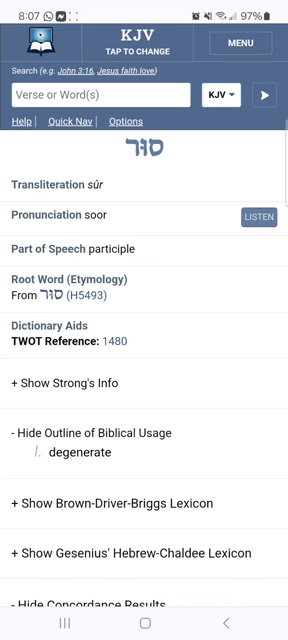 8:07 97%
KJV
TAP TO CHANGE
MENU
Search (e.g. John 3:16, Jesus faith love)
Verse or Word(s)
KJV
Help| Quick Nav| Options
סוּר
Transliteration sûr
Pronunciation soor
LISTEN
Part of Speech participle
Root Word (Etymology)
From סוּר (H5493)
Dictionary Aids
TWOT Reference: 1480
+ Show Strong's Info
- Hide Outline of Biblical Usage
I. degenerate
+ Show Brown-Driver-Briggs Lexicon
+ Show Gesenius' Hebrew-Chaldee Lexicon
- Hide Concordance Results